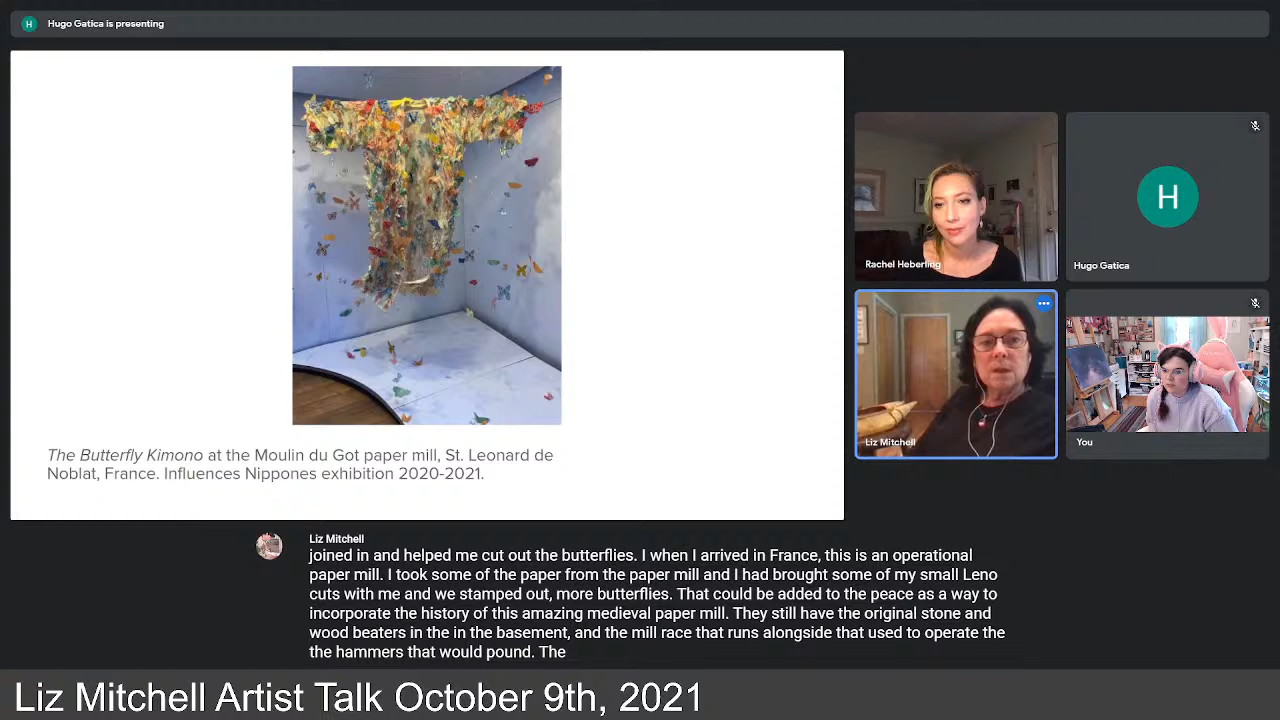 H
Hugo Gatica is presenting
The Butterfly Kimono at the Moulin du Got paper mill, St. Leonard de
Noblat, France. Influences Nippones exhibition 2020-2021.
Rachel Heberling
H
Hugo Gatica
Liz Mitchell
You
Liz Mitchell
joined in and helped me cut out the butterflies. I when I arrived in France, this is an operational
paper mill. I took some of the paper from the paper mill and I had brought some of my small Leno
cuts with me and we stamped out, more butterflies. That could be added to the peace as a way to
incorporate the history of this amazing medieval paper mill. They still have the original stone and
wood beaters in the in the basement, and the mill race that runs alongside that used to operate the
the hammers that would pound. The
Liz Mitchell Artist Talk October 9th, 2021